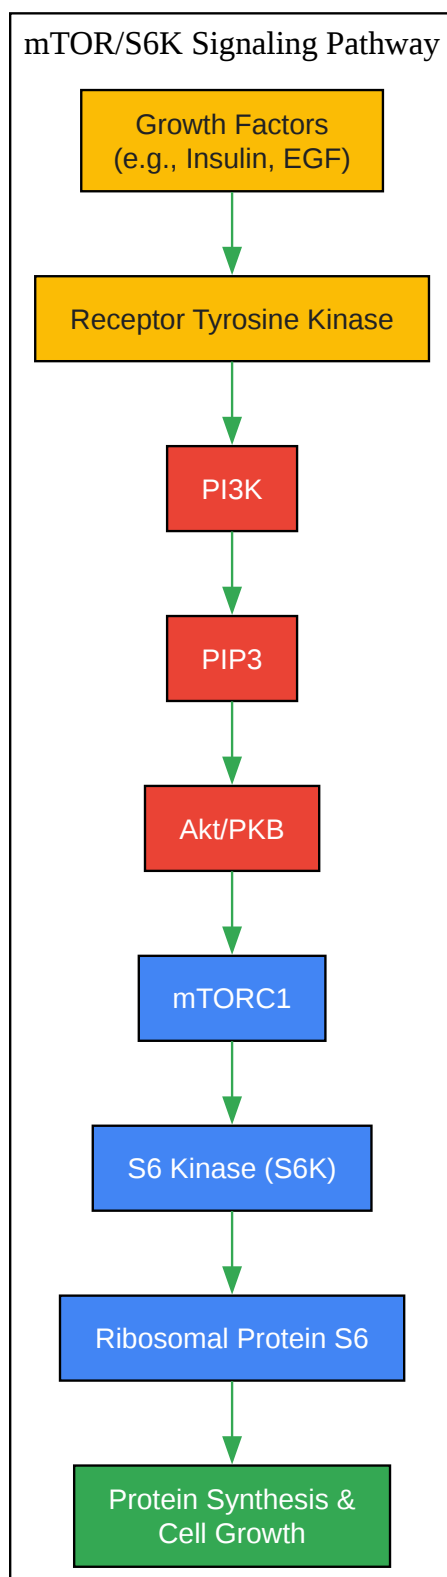 mTOR/S6K Signaling Pathway
Growth Factors
(e.g., Insulin, EGF)
Receptor Tyrosine Kinase
PI3K
PIP3
Akt/PKB
mTORC1
S6 Kinase (S6K)
Ribosomal Protein S6
Protein Synthesis &
Cell Growth